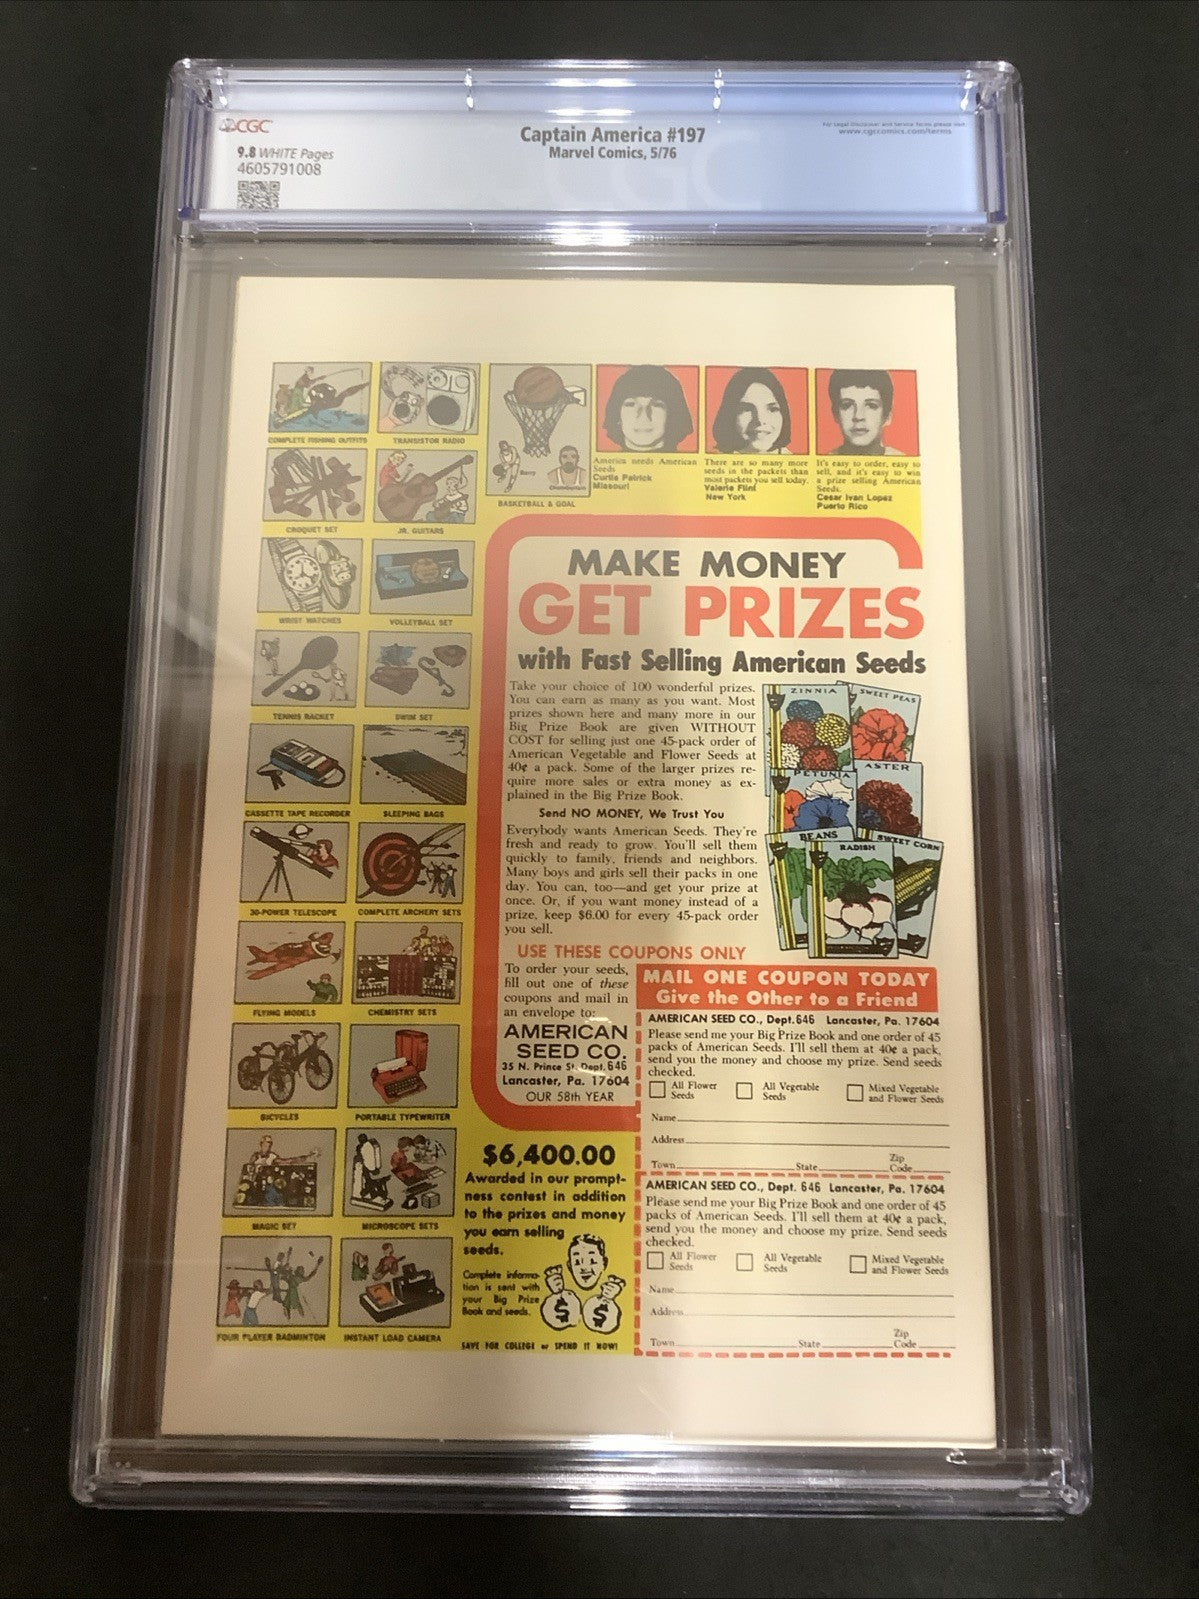 CGC
9.8 WHITE Pages
4605791008
Captain America #197
Marvel Comics, 5/76
For Legal Disclaimer and Service Terms please visit
www.cgccomics.com/terms
CGC
COMPLETE FISHING OUTFITS
TRANSISTOR RADIO
CROQUET SET
JR. GUITARS
Barry
Chamberlain
BASKETBALL & GOAL
WRIST WATCHES
VOLLEYBALL SET
TENNIS RACKET
SWIM SET
CASSETTE TAPE RECORDER
SLEEPING BAGS
30-POWER TELESCOPE
COMPLETE ARCHERY SETS
FLYING MODELS
CHEMISTRY SETS
BICYCLES
PORTABLE TYPEWRITER
MAGIC SET
MICROSCOPE SETS
FOUR PLAYER BADMINTON
INSTANT LOAD CAMERA
America needs American
Seeds
Curtis Patrick
Missouri
There are so many more
seeds in the packets than
most packets you sell today.
Valerie Flint
New York
It's easy to order, easy to
sell, and it's easy to win
a prize selling American
Seeds.
Cesar Ivan Lopez
Puerto Rico
MAKE MONEY
GET PRIZES
with Fast Selling American Seeds
Take your choice of 100 wonderful prizes.
You can earn as many as you want. Most
prizes shown here and many more in our
Big Prize Book are given WITHOUT
COST for selling just one 45-pack order of
American Vegetable and Flower Seeds at
40¢ a pack. Some of the larger prizes re-
quire more sales or extra money as ex-
plained in the Big Prize Book.
Send NO MONEY, We Trust You
Everybody wants American Seeds. They're
fresh and ready to grow. You'll sell them
quickly to family, friends and neighbors.
Many boys and girls sell their packs in one
day. You can, too—and get your prize at
once. Or, if you want money instead of a
prize, keep $6.00 for every 45-pack order
you sell.
ZINNIA
SWEET PEAS
PETUNIA
ASTER
BEANS
RADISH
SWEET CORN
USE THESE COUPONS ONLY
To order your seeds,
fill out one of these
coupons and mail in
an envelope to:
AMERICAN
SEED CO.
35 N. Prince St. Dept. 646
Lancaster, Pa. 17604
OUR 58th YEAR
MAIL ONE COUPON TODAY
Give the Other to a Friend
AMERICAN SEED CO., Dept. 646 Lancaster, Pa. 17604
Please send me your Big Prize Book and one order of 45
packs of American Seeds. I'll sell them at 40¢ a pack,
send you the money and choose my prize. Send seeds
checked.
All Flower Seeds
All Vegetable Seeds
Mixed Vegetable and Flower Seeds
Name
Address
Town State Zip Code
AMERICAN SEED CO., Dept. 646 Lancaster, Pa. 17604
Please send me your Big Prize Book and one order of 45
packs of American Seeds. I'll sell them at 40¢ a pack,
send you the money and choose my prize. Send seeds
checked.
All Flower Seeds
All Vegetable Seeds
Mixed Vegetable and Flower Seeds
Name
Address
Town State Zip Code
$6,400.00
Awarded in our prompt-
ness contest in addition
to the prizes and money
you earn selling
seeds.
Complete informa-
tion is sent with
your Big Prize
Book and seeds.
$ $
SAVE FOR COLLEGE or SPEND IT NOW!